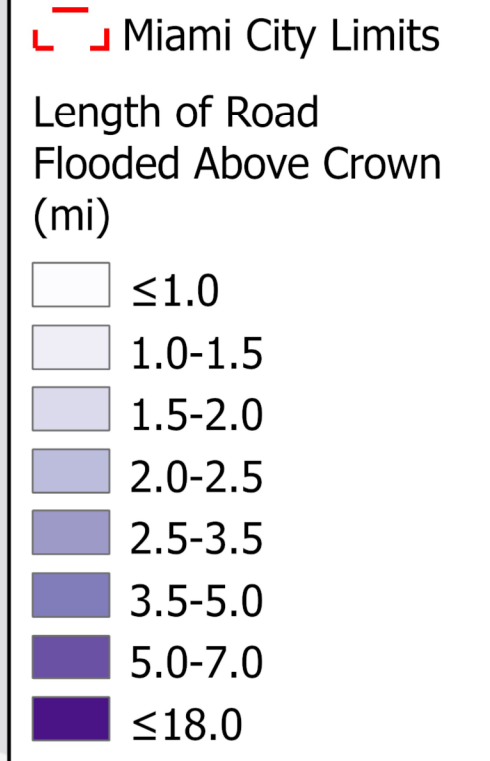 Miami City Limits
Length of Road
Flooded Above Crown
(mi)
≤1.0
1.0-1.5
1.5-2.0
2.0-2.5
2.5-3.5
3.5-5.0
5.0-7.0
≤18.0